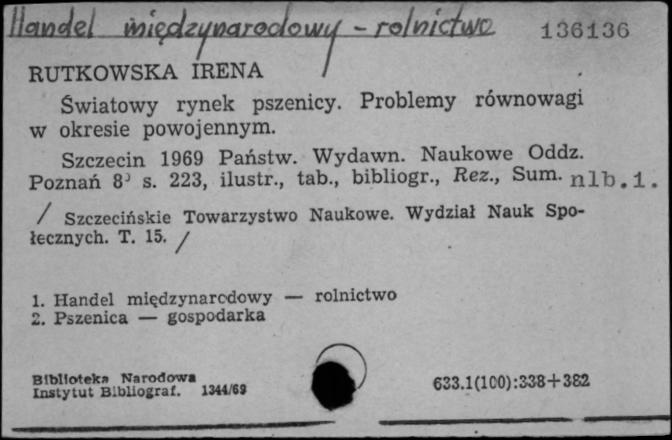 Handel międzynarodowy - rolnictwo 136136
RUTKOWSKA IRENA
Światowy rynek pszenicy. Problemy równowagi
w okresie powojennym.
Szczecin 1969 Państw. Wydawn. Naukowe Oddz.
Poznań 8° s. 223, ilustr., tab., bibliogr., Rez., Sum. nlb.1.
/ Szczecińskie Towarzystwo Naukowe. Wydział Nauk Spo-
łecznych. T. 15. /
1. Handel międzynarodowy — rolnictwo
2. Pszenica — gospodarka
Biblioteka Narodowa
Instytut Bibliograf. 1344/69
633.1(100):338+382